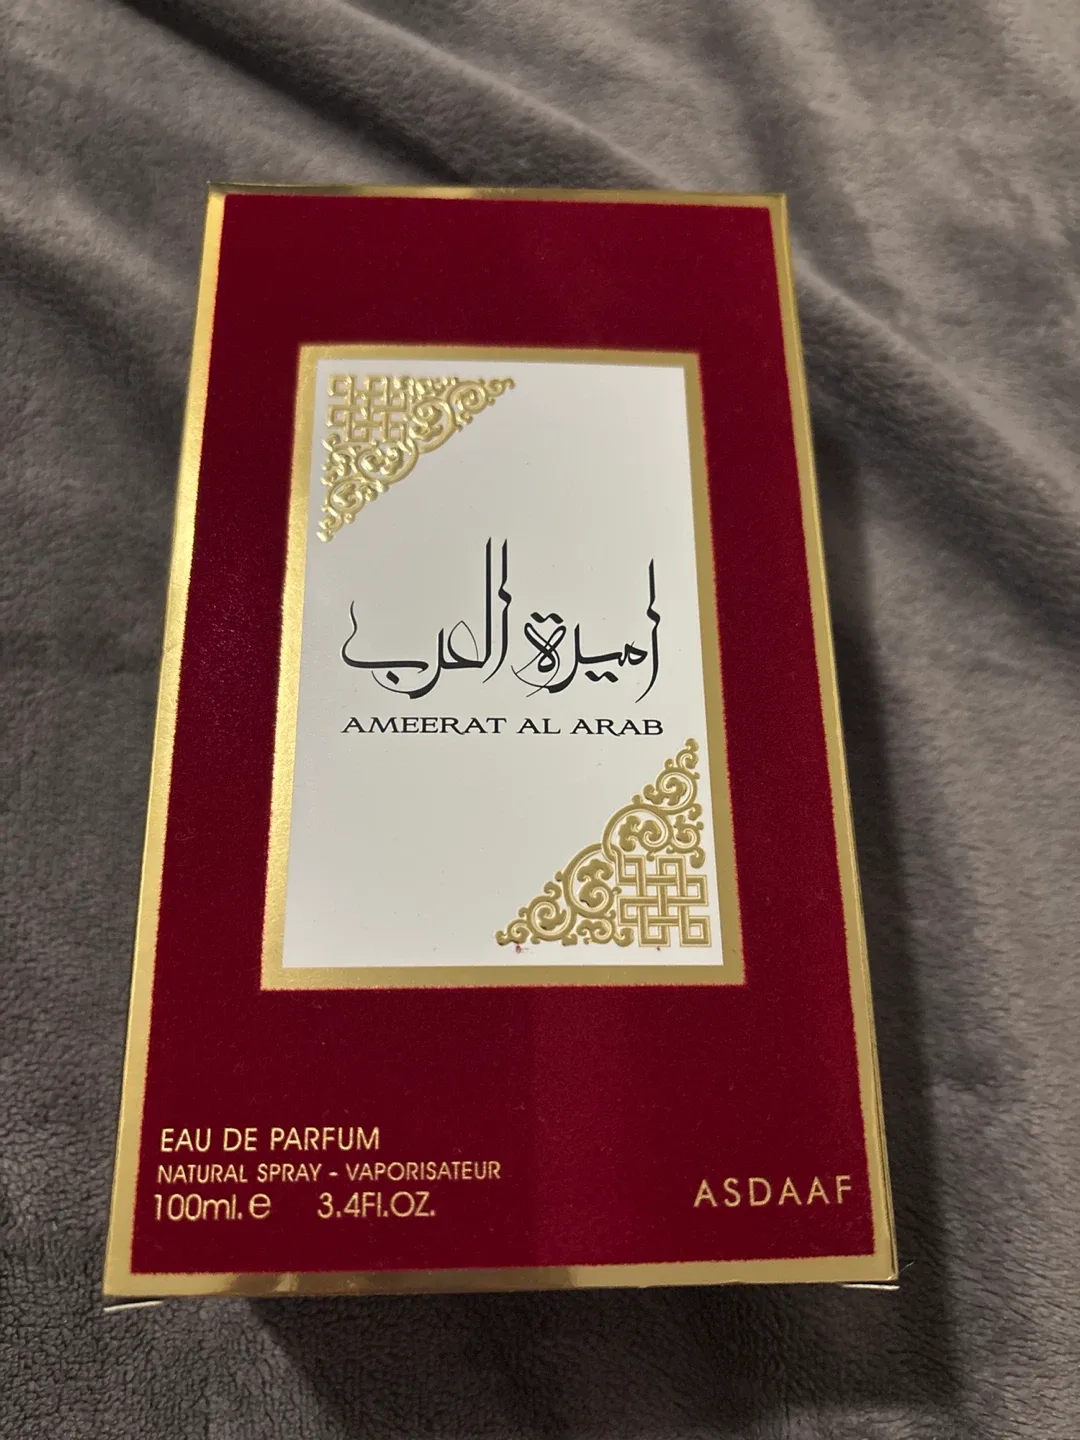 اميرة العرب
AMEERAT AL ARAB
EAU DE PARFUM
NATURAL SPRAY - VAPORISATEUR
100ml. e 3.4Fl.OZ.
ASDAAF